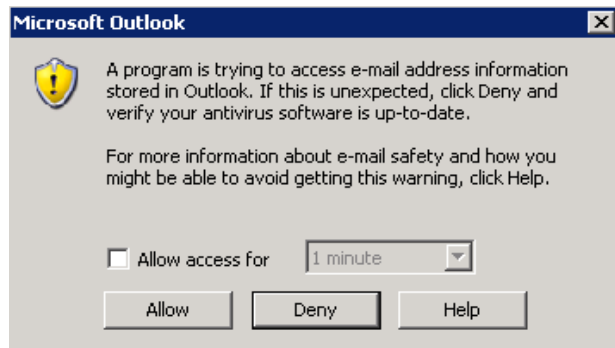 Microsoft Outlook
A program is trying to access e-mail address information
stored in Outlook. If this is unexpected, click Deny and
verify your antivirus software is up-to-date.
For more information about e-mail safety and how you
might be able to avoid getting this warning, click Help.
Allow access for 1 minute
Allow Deny Help